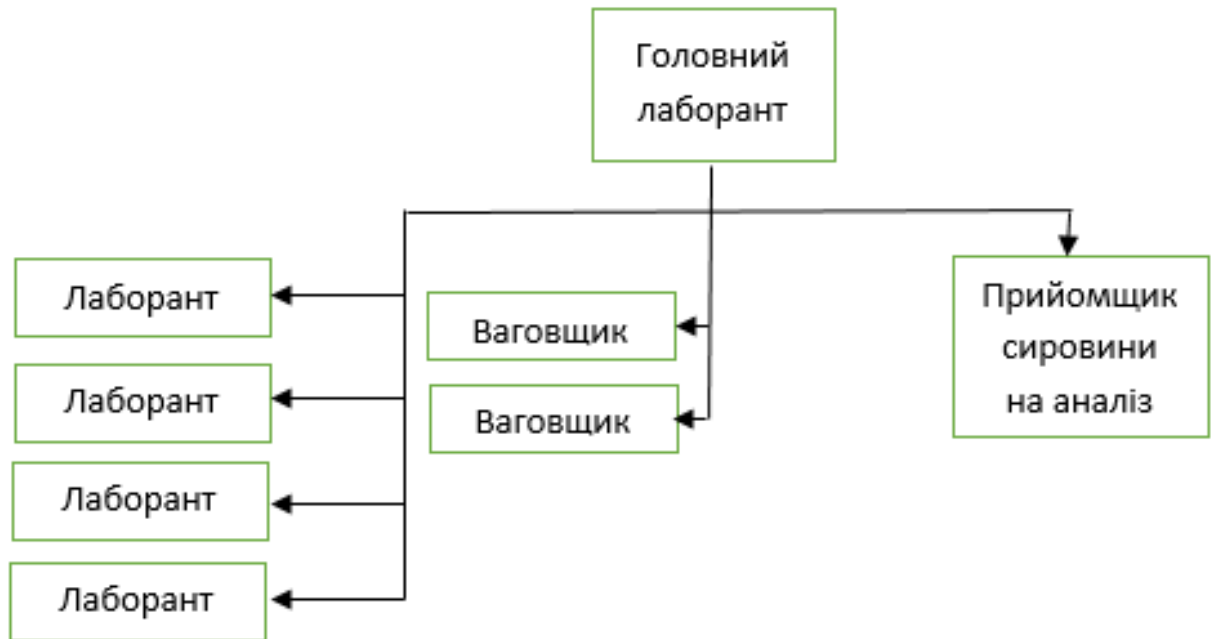 Головний
лаборант
Лаборант
Лаборант
Лаборант
Лаборант
Ваговщик
Ваговщик
Прийомщик
сировини
на аналіз